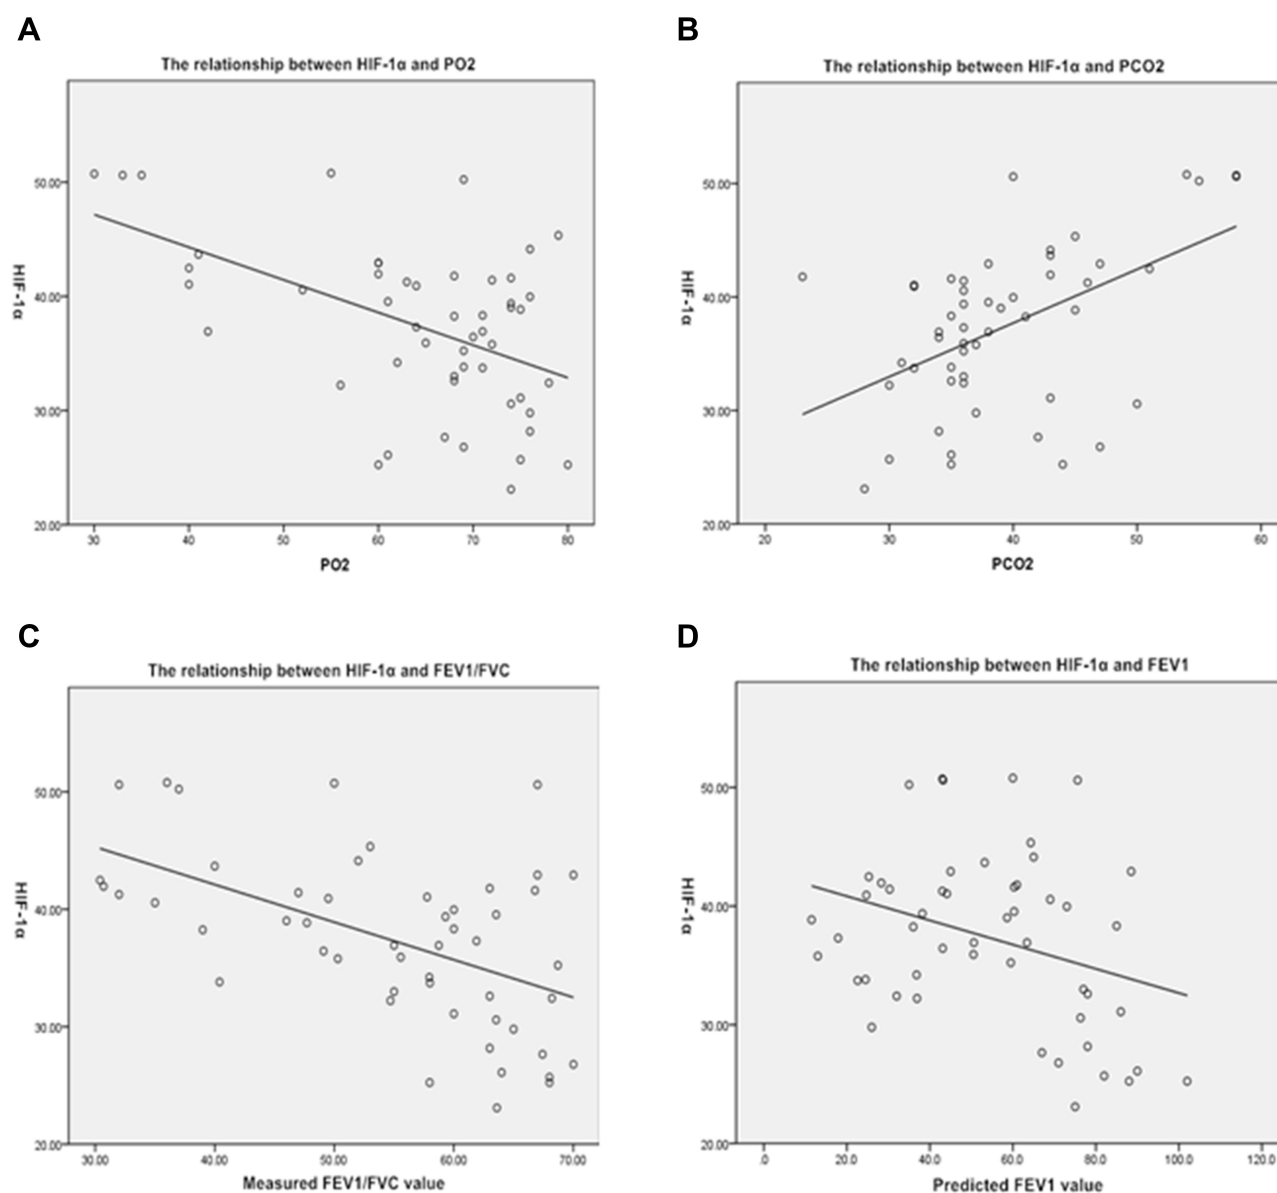 A
The relationship between HIF-1α and PO2
50.00
40.00
30.00
20.00
HIF-1α
30 40 50 60 70 80
PO2
B
The relationship between HIF-1α and PCO2
50.00
40.00
30.00
20.00
HIF-1α
20 30 40 50 60
PCO2
C
The relationship between HIF-1α and FEV1/FVC
50.00
40.00
30.00
20.00
HIF-1α
30.00 40.00 50.00 60.00 70.00
Measured FEV1/FVC value
D
The relationship between HIF-1α and FEV1
50.00
40.00
30.00
20.00
HIF-1α
.0 20.0 40.0 60.0 80.0 100.0 120.0
Predicted FEV1 value